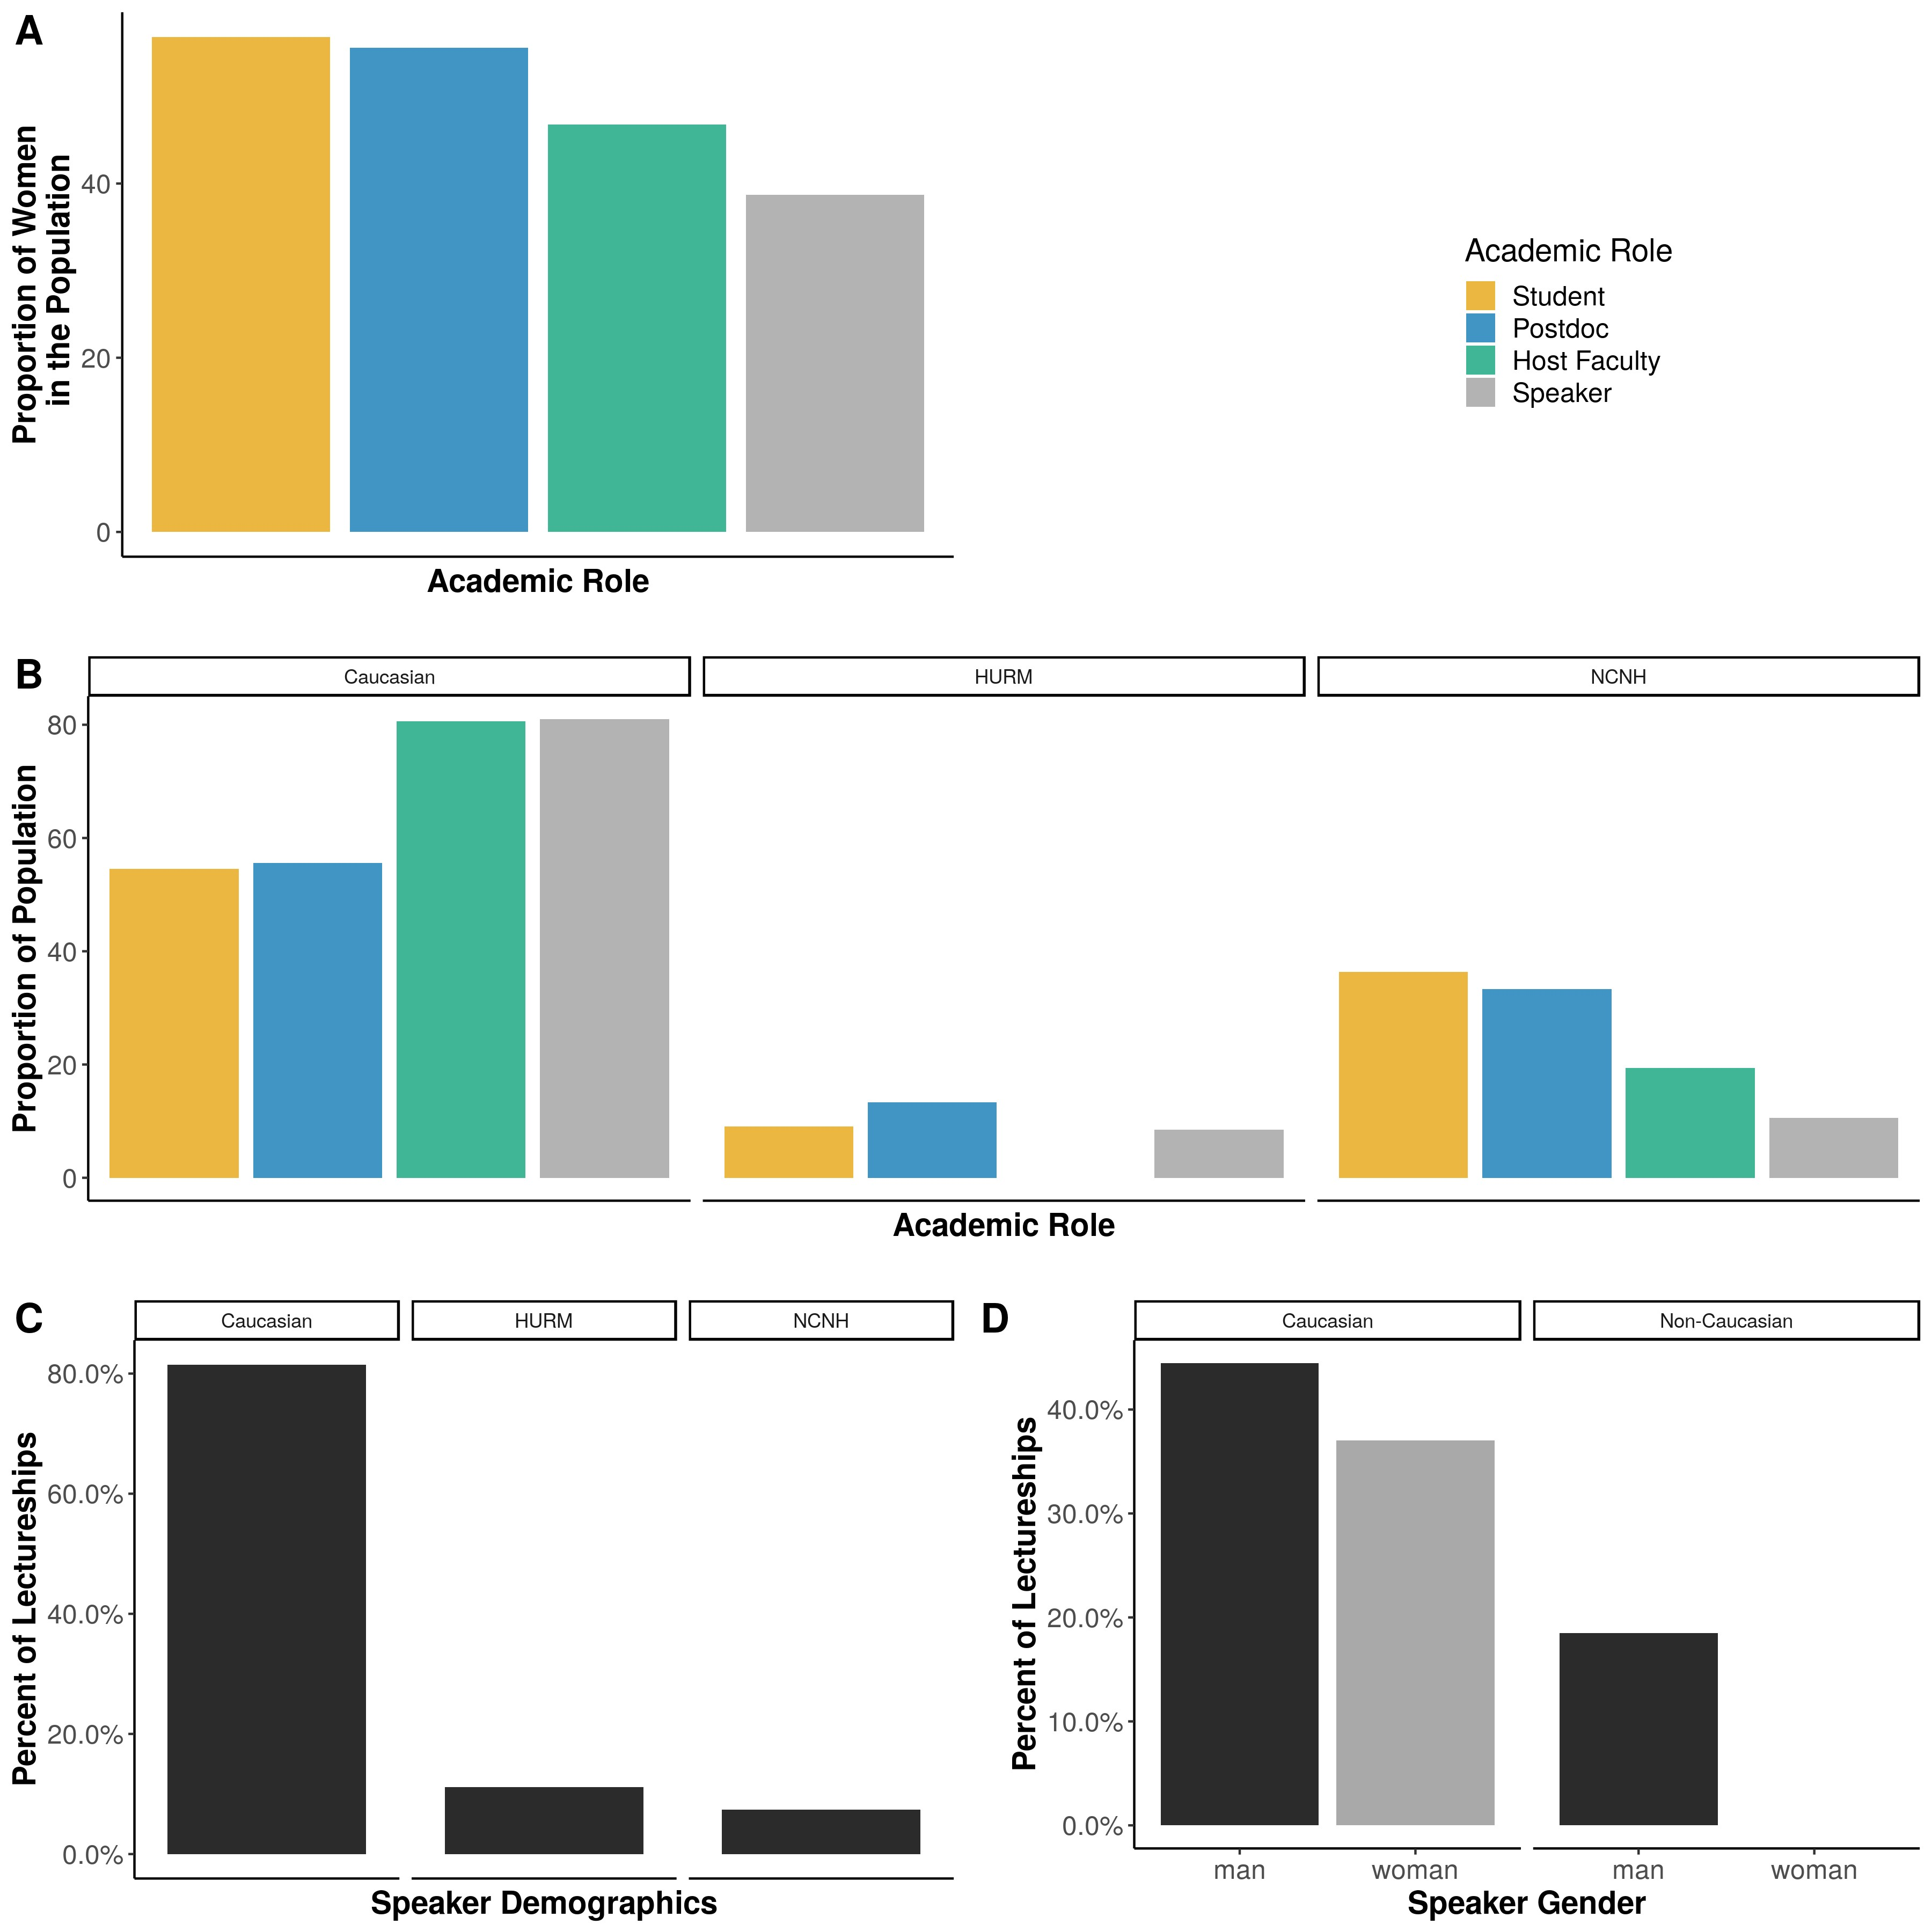 A
Proportion of Women
in the Population
40
20
0
Academic Role
Academic Role
Student
Postdoc
Host Faculty
Speaker
B
Caucasian
HURM
NCNH
Proportion of Population
80
60
40
20
0
Academic Role
C
Caucasian
HURM
NCNH
Percent of Lectureships
80.0%
60.0%
40.0%
20.0%
0.0%
Speaker Demographics
D
Caucasian
Non-Caucasian
Percent of Lectureships
40.0%
30.0%
20.0%
10.0%
0.0%
man
woman
man
woman
Speaker Gender